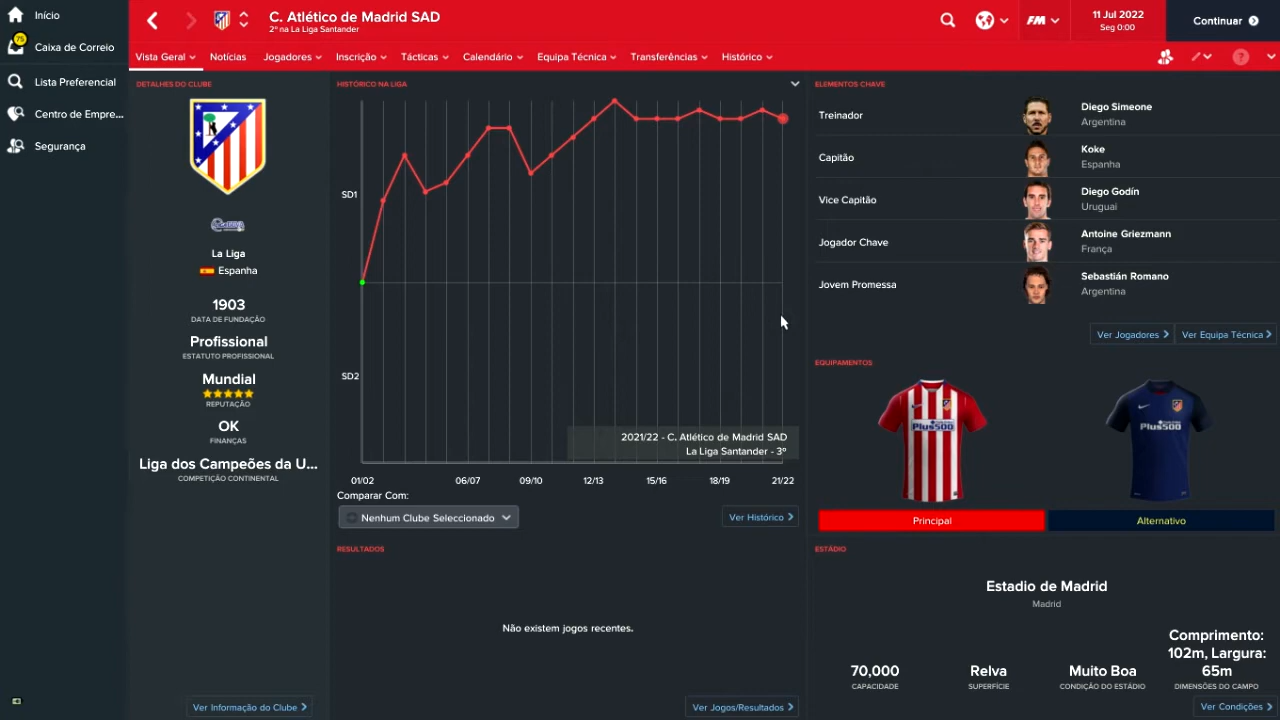 Início
75
Caixa de Correio
Lista Preferencial
Centro de Empre...
Segurança
C. Atlético de Madrid SAD
2º na La Liga Santander
FM
11 Jul 2022
Seg 0:00
Continuar
Vista Geral
Notícias
Jogadores
Inscrição
Tácticas
Calendário
Equipa Técnica
Transferências
Histórico
?
DETALHES DO CLUBE
La Liga
Espanha
1903
DATA DE FUNDAÇÃO
Profissional
ESTATUTO PROFISSIONAL
Mundial
REPUTAÇÃO
OK
FINANÇAS
Liga dos Campeões da U...
COMPETIÇÃO CONTINENTAL
Ver Informação do Clube
HISTÓRICO NA LIGA
SD1
SD2
2021/22 - C. Atlético de Madrid SAD
La Liga Santander - 3º
01/02
06/07
09/10
12/13
15/16
18/19
21/22
Comparar Com:
Nenhum Clube Seleccionado
Ver Histórico
RESULTADOS
Não existem jogos recentes.
Ver Jogos/Resultados
ELEMENTOS CHAVE
Treinador
Diego Simeone
Argentina
Capitão
Koke
Espanha
Vice Capitão
Diego Godín
Uruguai
Jogador Chave
Antoine Griezmann
França
Jovem Promessa
Sebastián Romano
Argentina
Ver Jogadores
Ver Equipa Técnica
EQUIPAMENTOS
Plus500
Plus500
Principal
Alternativo
ESTÁDIO
Estadio de Madrid
Madrid
70,000
CAPACIDADE
Relva
SUPERFÍCIE
Muito Boa
CONDIÇÃO DO ESTÁDIO
Comprimento:
102m, Largura:
65m
DIMENSÕES DO CAMPO
Ver Condições